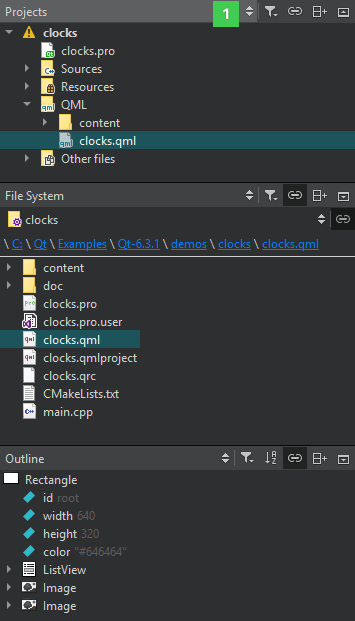 Projects 1
clocks
clocks.pro
Sources
Resources
QML
content
clocks.qml
Other files
File System
clocks
\ C: \ Qt \ Examples \ Qt-6.3.1 \ demos \ clocks \ clocks.qml
content
doc
clocks.pro
clocks.pro.user
clocks.qml
clocks.qmlproject
clocks.qrc
CMakeLists.txt
main.cpp
Outline
Rectangle
id root
width 640
height 320
color "#646464"
ListView
Image
Image